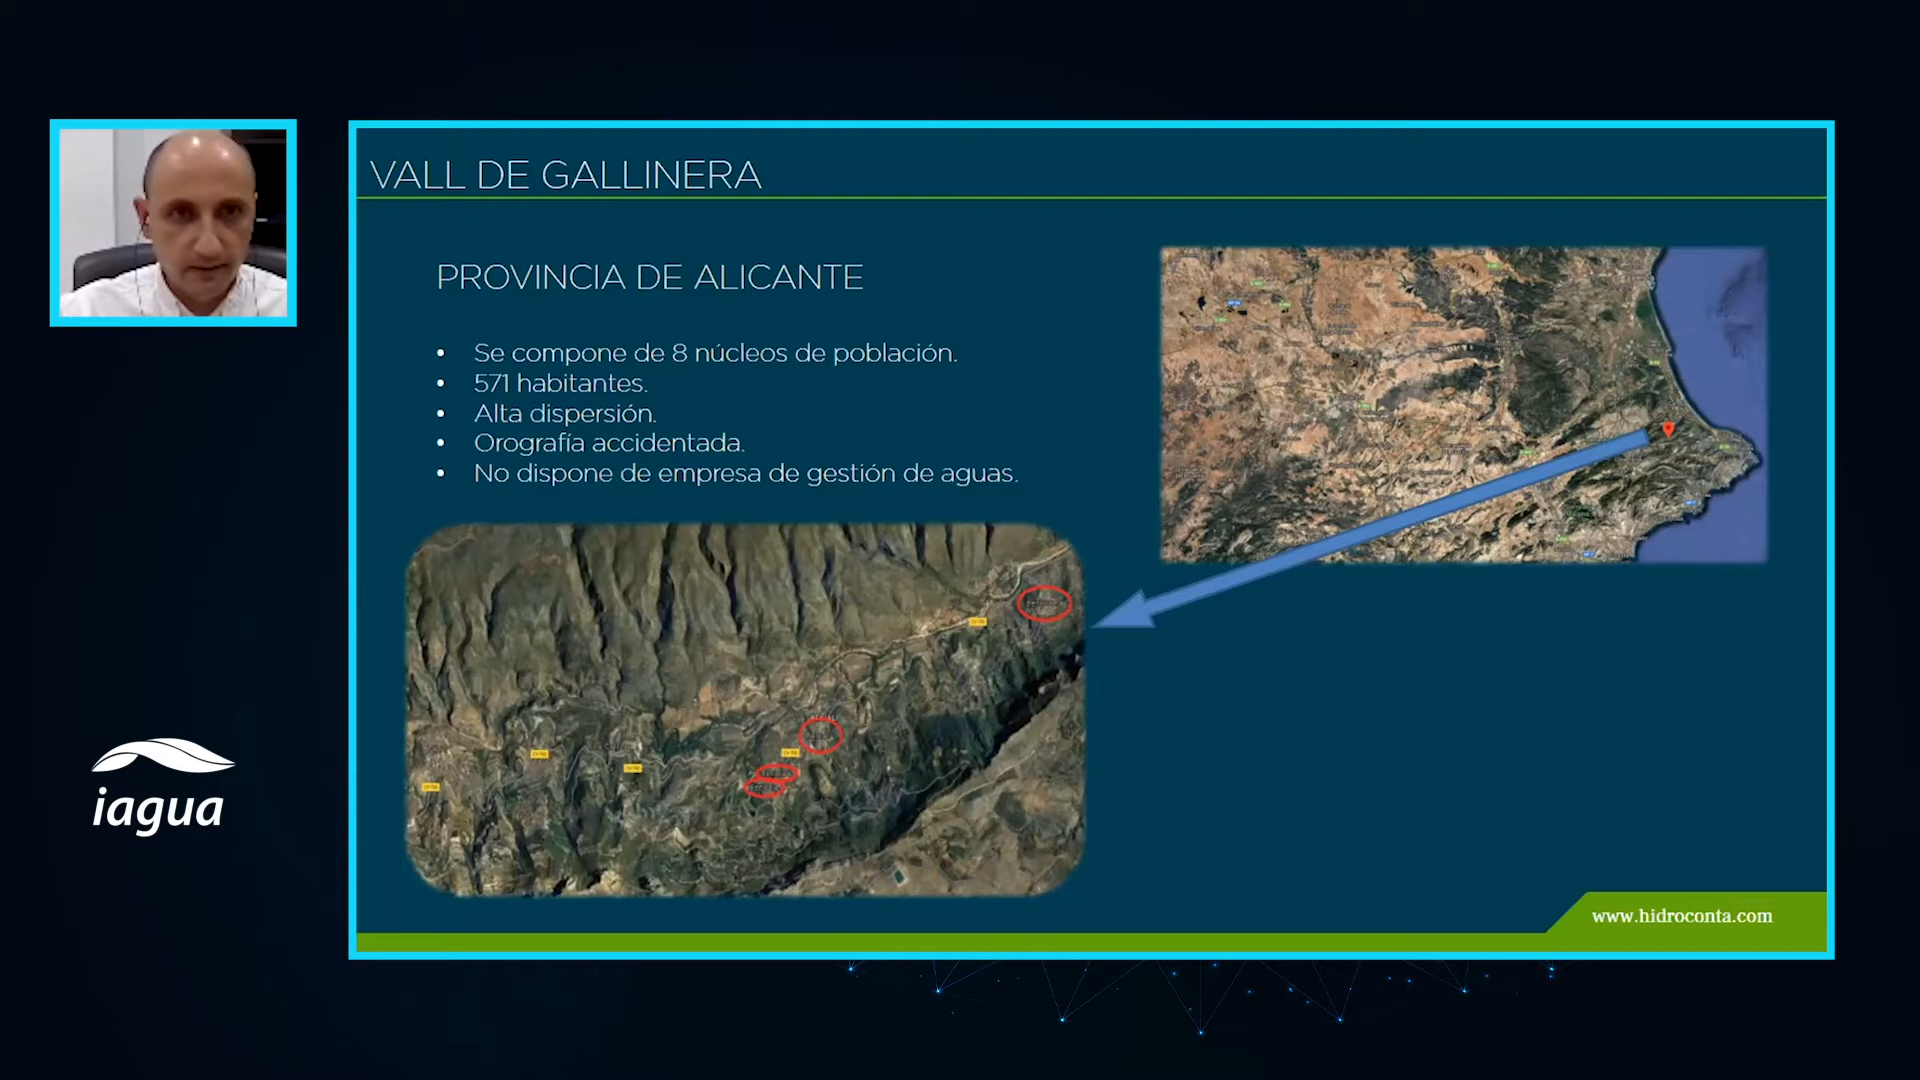 VALL DE GALLINERA
PROVINCIA DE ALICANTE
• Se compone de 8 núcleos de población.
• 571 habitantes.
• Alta dispersión.
• Orografía accidentada.
• No dispone de empresa de gestión de aguas.
iagua
www.hidroconta.com